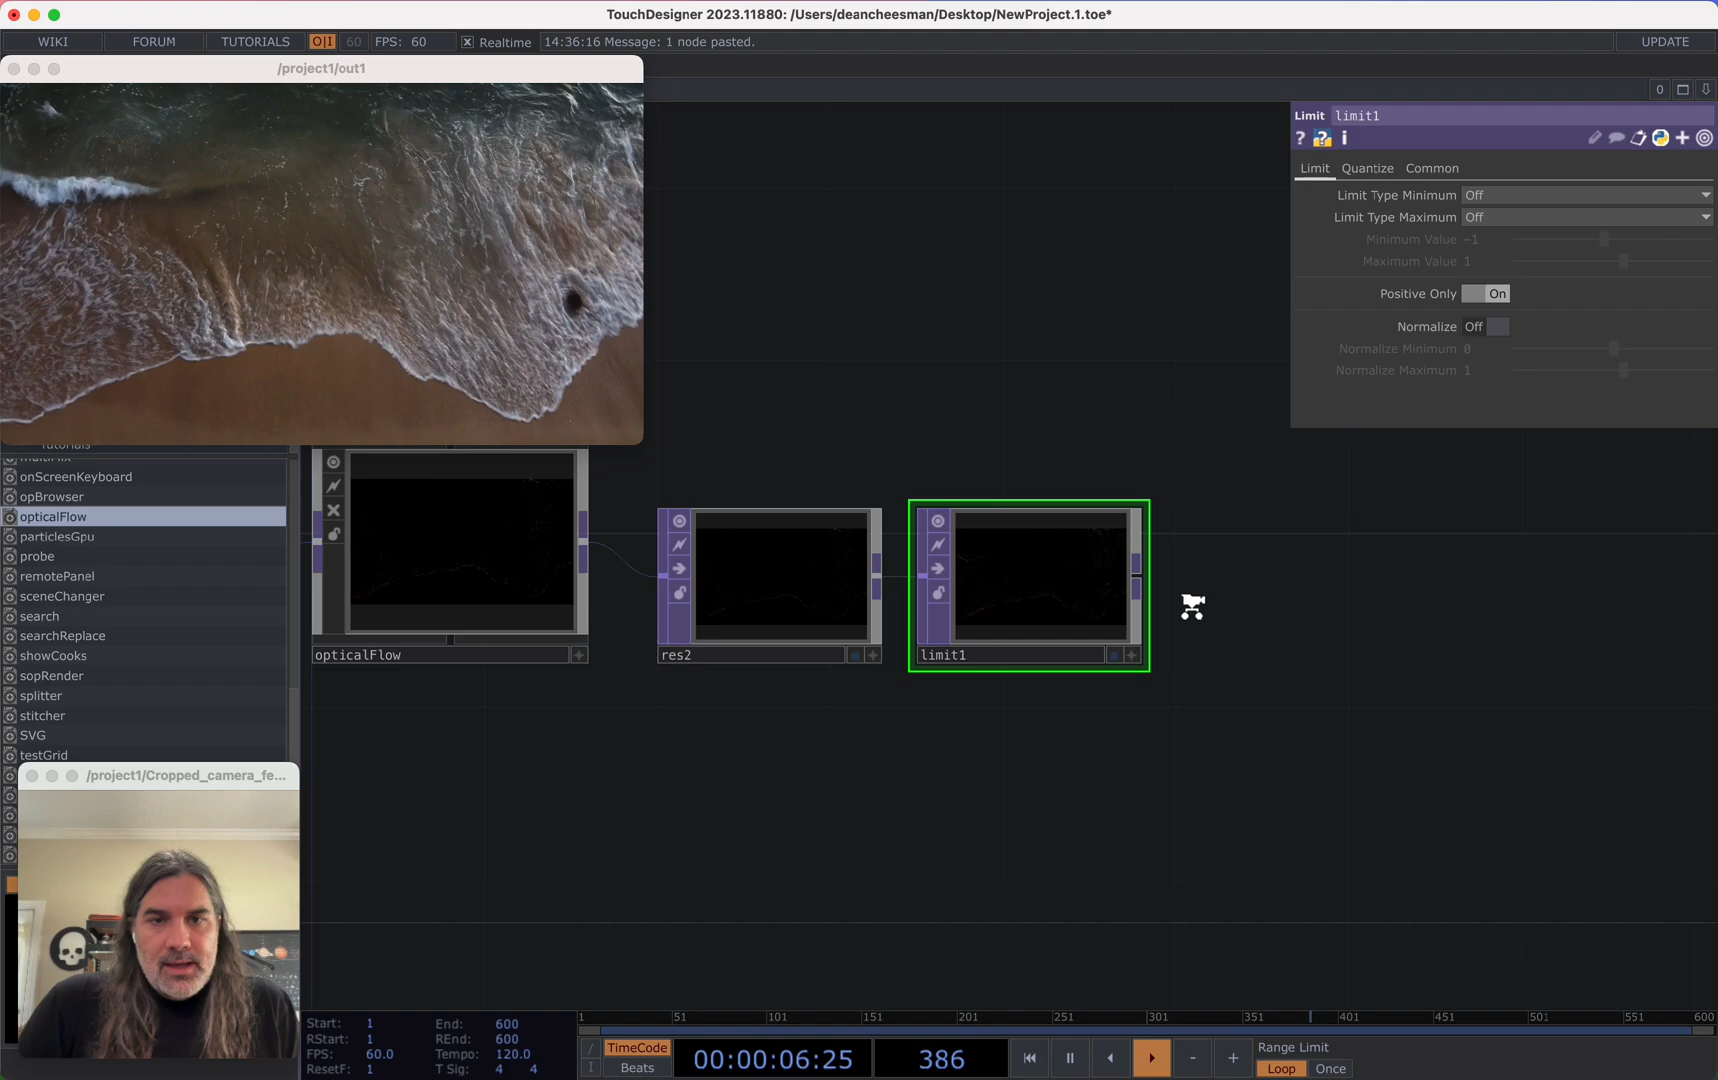 TouchDesigner 2023.11880: /Users/deancheesman/Desktop/NewProject.1.toe*
WIKI FORUM TUTORIALS O|I 60 FPS: 60 Realtime 14:36:16 Message: 1 node pasted. UPDATE
/project1/out1
0
Limit limit1
? ? i
Limit Quantize Common
Limit Type Minimum Off
Limit Type Maximum Off
Minimum Value -1
Maximum Value 1
Positive Only On
Normalize Off
Normalize Minimum 0
Normalize Maximum 1
Tutorials
onScreenKeyboard
opBrowser
opticalFlow
particlesGpu
probe
remotePanel
sceneChanger
search
searchReplace
showCooks
sopRender
splitter
stitcher
SVG
testGrid
opticalFlow
res2
limit1
/project1/Cropped_camera_fe...
Start: 1 End: 600
RStart: 1 REnd: 600
FPS: 60.0 Tempo: 120.0
ResetF: 1 T Sig: 4 4
1 51 101 151 201 251 301 351 401 451 501 551 600
/ TimeCode
I Beats
00:00:06:25
386
- +
Range Limit
Loop Once